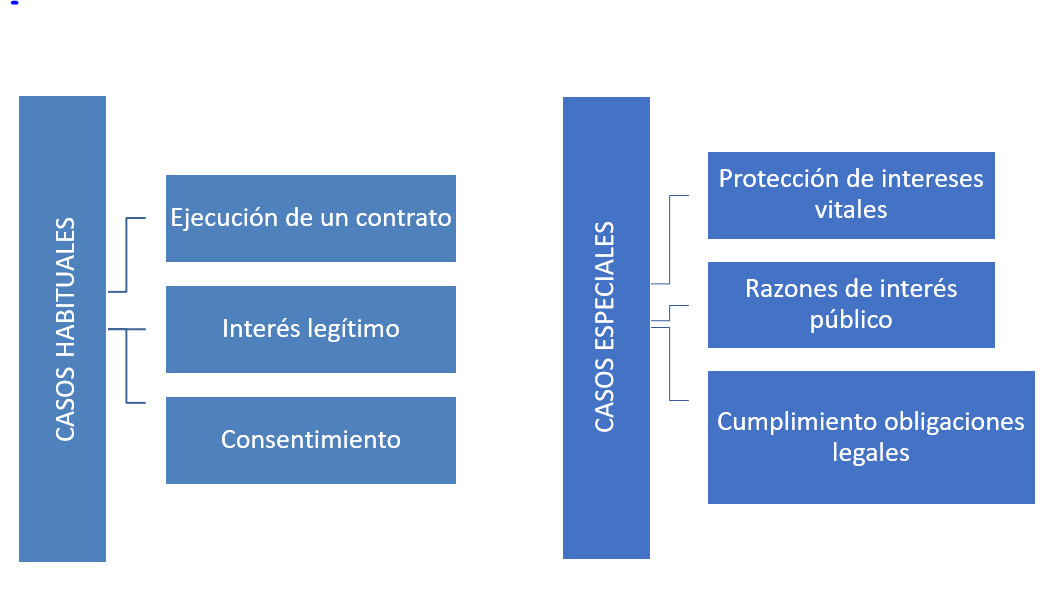 CASOS HABITUALES
Ejecución de un contrato
Interés legítimo
Consentimiento
CASOS ESPECIALES
Protección de intereses
vitales
Razones de interés
público
Cumplimiento obligaciones
legales